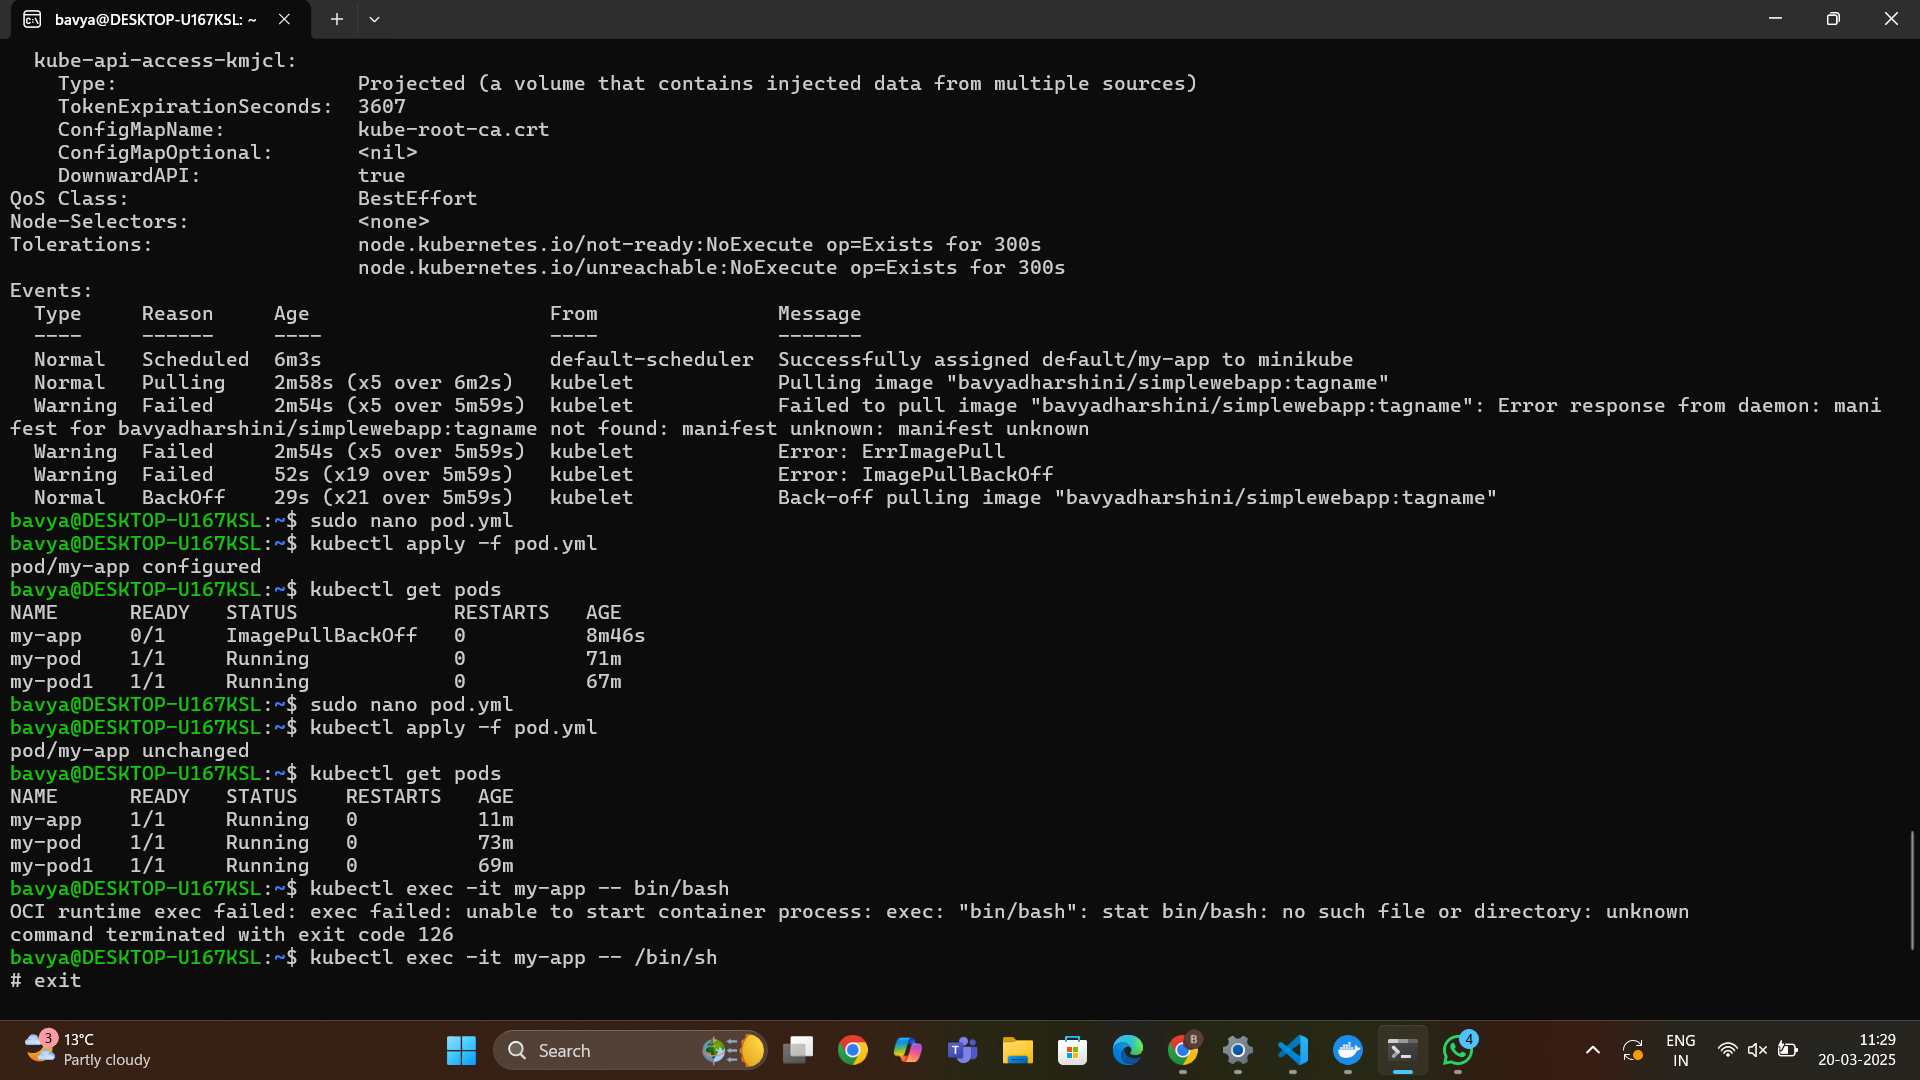 bavya@DESKTOP-U167KSL: ~
kube-api-access-kmjcl:
Type: Projected (a volume that contains injected data from multiple sources)
TokenExpirationSeconds: 3607
ConfigMapName: kube-root-ca.crt
ConfigMapOptional: <nil>
DownwardAPI: true
QoS Class: BestEffort
Node-Selectors: <none>
Tolerations: node.kubernetes.io/not-ready:NoExecute op=Exists for 300s
node.kubernetes.io/unreachable:NoExecute op=Exists for 300s
Events:
Type Reason Age From Message
---- ------ ---- ---- -------
Normal Scheduled 6m3s default-scheduler Successfully assigned default/my-app to minikube
Normal Pulling 2m58s (x5 over 6m2s) kubelet Pulling image "bavyadharshini/simplewebapp:tagname"
Warning Failed 2m54s (x5 over 5m59s) kubelet Failed to pull image "bavyadharshini/simplewebapp:tagname": Error response from daemon: mani
fest for bavyadharshini/simplewebapp:tagname not found: manifest unknown: manifest unknown
Warning Failed 2m54s (x5 over 5m59s) kubelet Error: ErrImagePull
Warning Failed 52s (x19 over 5m59s) kubelet Error: ImagePullBackOff
Normal BackOff 29s (x21 over 5m59s) kubelet Back-off pulling image "bavyadharshini/simplewebapp:tagname"
bavya@DESKTOP-U167KSL:~$ sudo nano pod.yml
bavya@DESKTOP-U167KSL:~$ kubectl apply -f pod.yml
pod/my-app configured
bavya@DESKTOP-U167KSL:~$ kubectl get pods
NAME READY STATUS RESTARTS AGE
my-app 0/1 ImagePullBackOff 0 8m46s
my-pod 1/1 Running 0 71m
my-pod1 1/1 Running 0 67m
bavya@DESKTOP-U167KSL:~$ sudo nano pod.yml
bavya@DESKTOP-U167KSL:~$ kubectl apply -f pod.yml
pod/my-app unchanged
bavya@DESKTOP-U167KSL:~$ kubectl get pods
NAME READY STATUS RESTARTS AGE
my-app 1/1 Running 0 11m
my-pod 1/1 Running 0 73m
my-pod1 1/1 Running 0 69m
bavya@DESKTOP-U167KSL:~$ kubectl exec -it my-app -- bin/bash
OCI runtime exec failed: exec failed: unable to start container process: exec: "bin/bash": stat bin/bash: no such file or directory: unknown
command terminated with exit code 126
bavya@DESKTOP-U167KSL:~$ kubectl exec -it my-app -- /bin/sh
# exit
3 13°C
Partly cloudy
Search
B
4
ENG
IN
11:29
20-03-2025